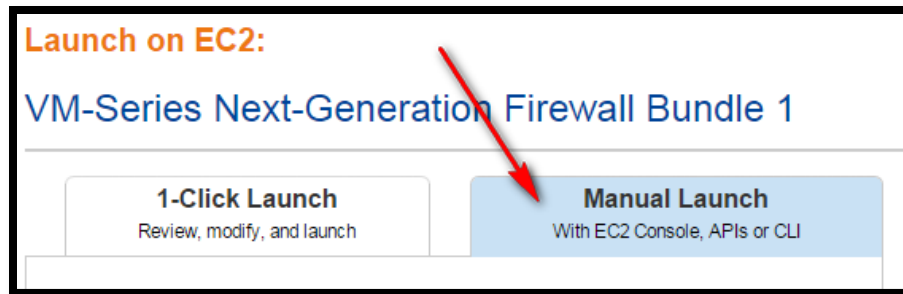 Launch on EC2:
VM-Series Next-Generation Firewall Bundle 1
1-Click Launch
Review, modify, and launch
Manual Launch
With EC2 Console, APIs or CLI